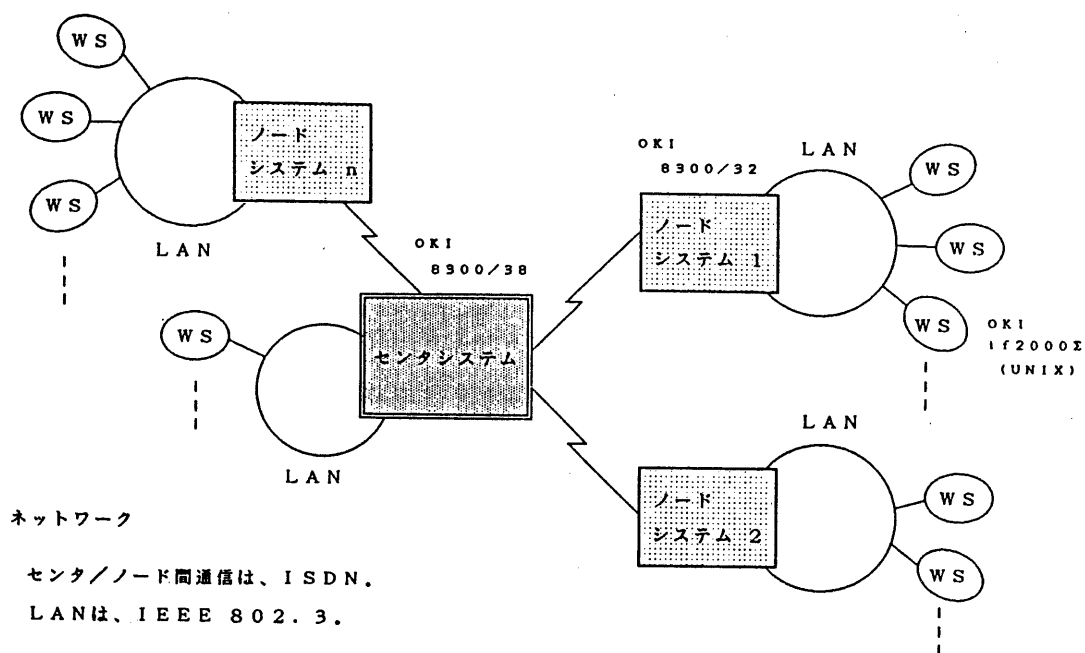 WS
WS
WS
LAN
ノード
システム n
OKI
8300/38
センタシステム
WS
LAN
OKI
8300/32
ノード
システム 1
LAN
WS
WS
WS
OKI
if2000Σ
(UNIX)
ノード
システム 2
LAN
WS
WS
ネットワーク
センタ/ノード間通信は、ISDN.
LANは、IEEE 802.3.